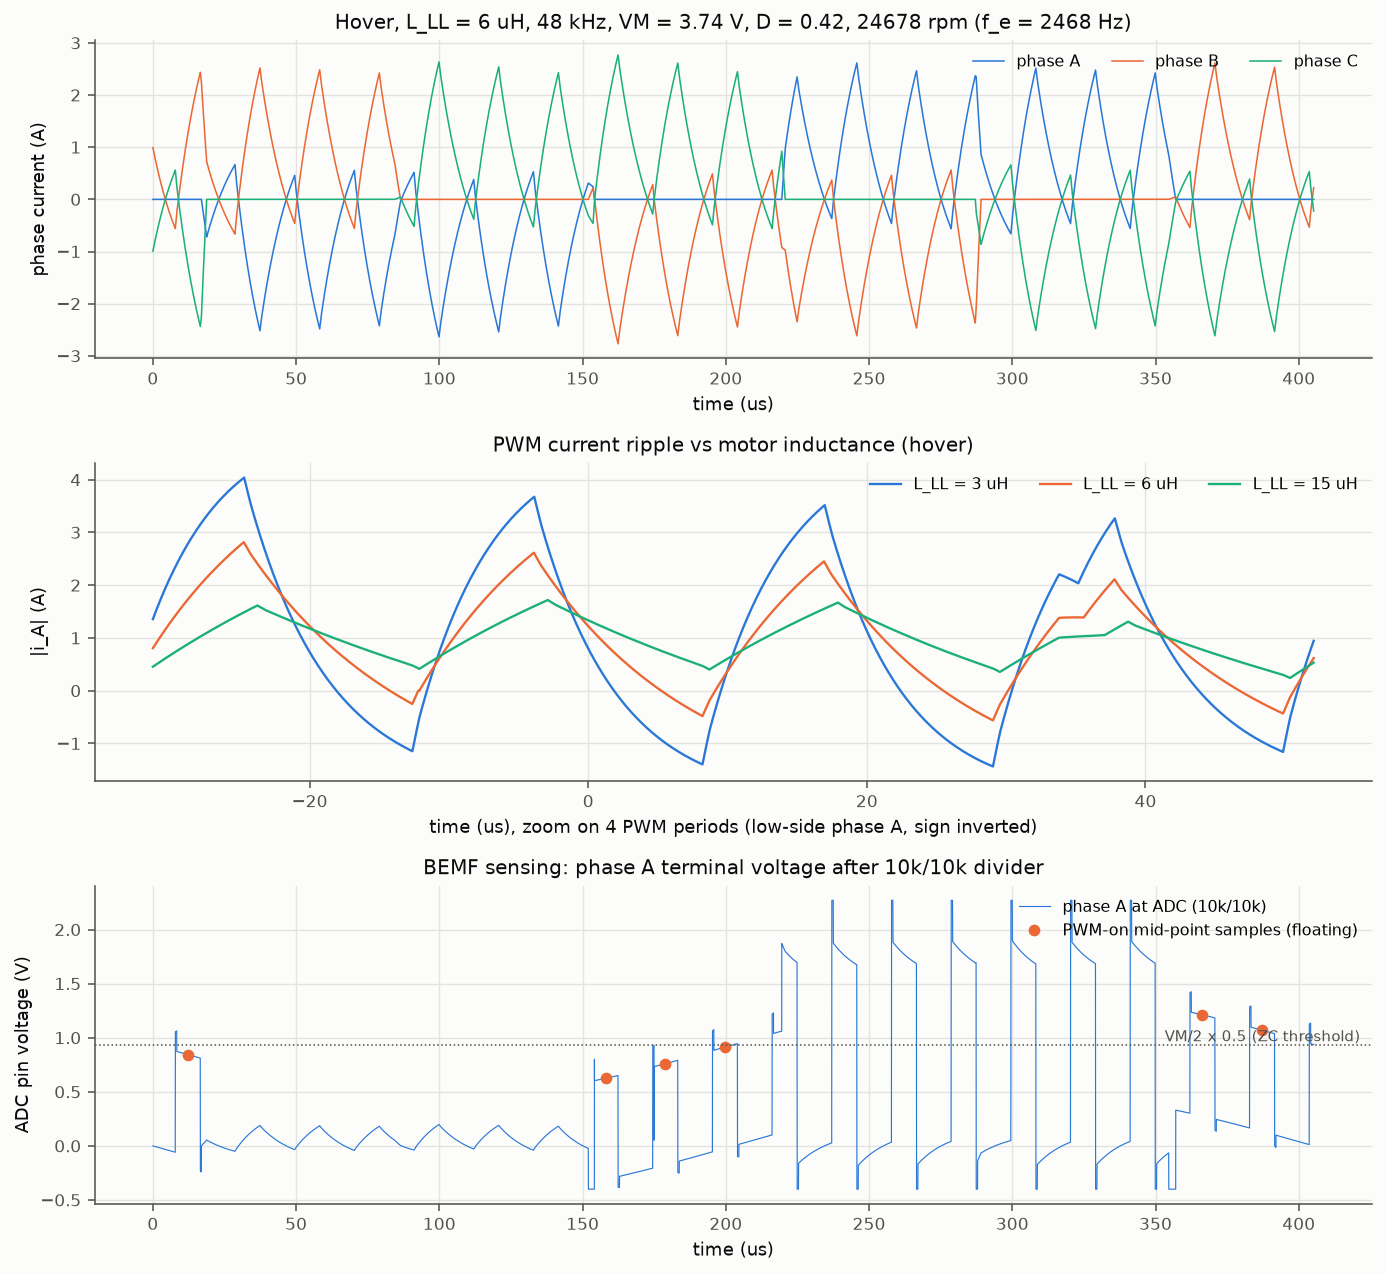 Hover, L_LL = 6 uH, 48 kHz, VM = 3.74 V, D = 0.42, 24678 rpm (f_e = 2468 Hz)
phase A
phase B
phase C
phase current (A)
3
2
1
0
−1
−2
−3
0 50 100 150 200 250 300 350 400
time (us)
PWM current ripple vs motor inductance (hover)
L_LL = 3 uH
L_LL = 6 uH
L_LL = 15 uH
|i_A| (A)
4
3
2
1
0
−1
−20 0 20 40
time (us), zoom on 4 PWM periods (low-side phase A, sign inverted)
BEMF sensing: phase A terminal voltage after 10k/10k divider
phase A at ADC (10k/10k)
PWM-on mid-point samples (floating)
VM/2 x 0.5 (ZC threshold)
ADC pin voltage (V)
2.0
1.5
1.0
0.5
0.0
−0.5
0 50 100 150 200 250 300 350 400
time (us)